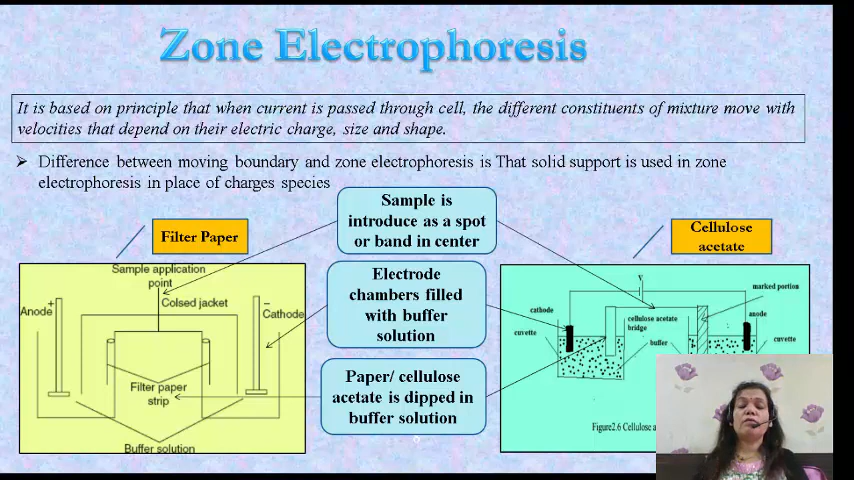 Zone Electrophoresis
It is based on principle that when current is passed through cell, the different constituents of mixture move with
velocities that depend on their electric charge, size and shape.
➢ Difference between moving boundary and zone electrophoresis is That solid support is used in zone
electrophoresis in place of charges species
Sample is
introduce as a spot
or band in center
Filter Paper
Cellulose
acetate
Sample application
point
Colsed jacket
Anode
+
−
Cathode
Filter paper
strip
Buffer solution
Electrode
chambers filled
with buffer
solution
Paper/ cellulose
acetate is dipped in
buffer solution
V
marked portion
cathode
cellulose acetate
bridge
anode
cuvette
buffer
cuvette
Figure2.6 Cellulose